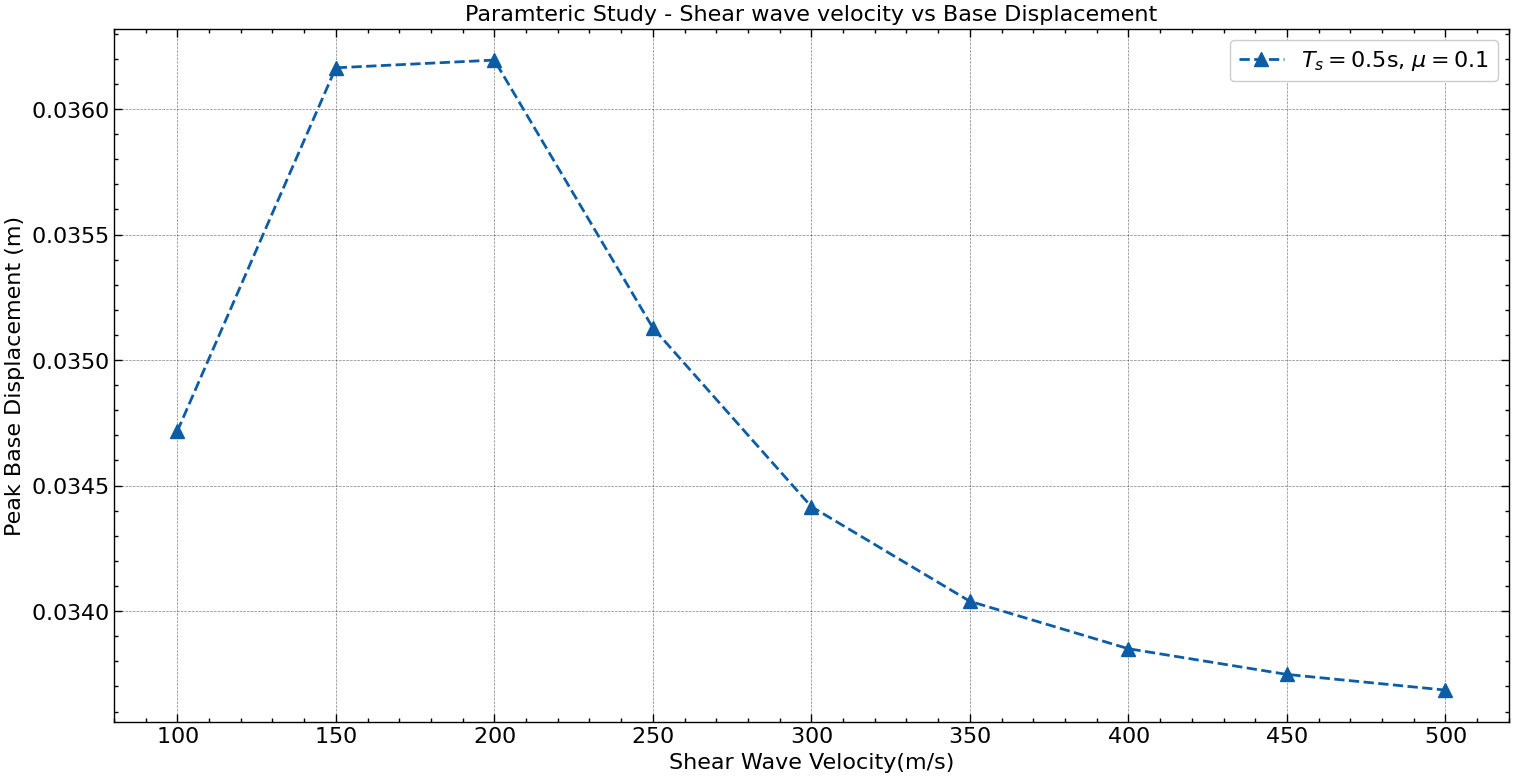 Paramteric Study - Shear wave velocity vs Base Displacement
T_s = 0.5s, μ = 0.1
Peak Base Displacement (m)
0.0360
0.0355
0.0350
0.0345
0.0340
100 150 200 250 300 350 400 450 500
Shear Wave Velocity(m/s)